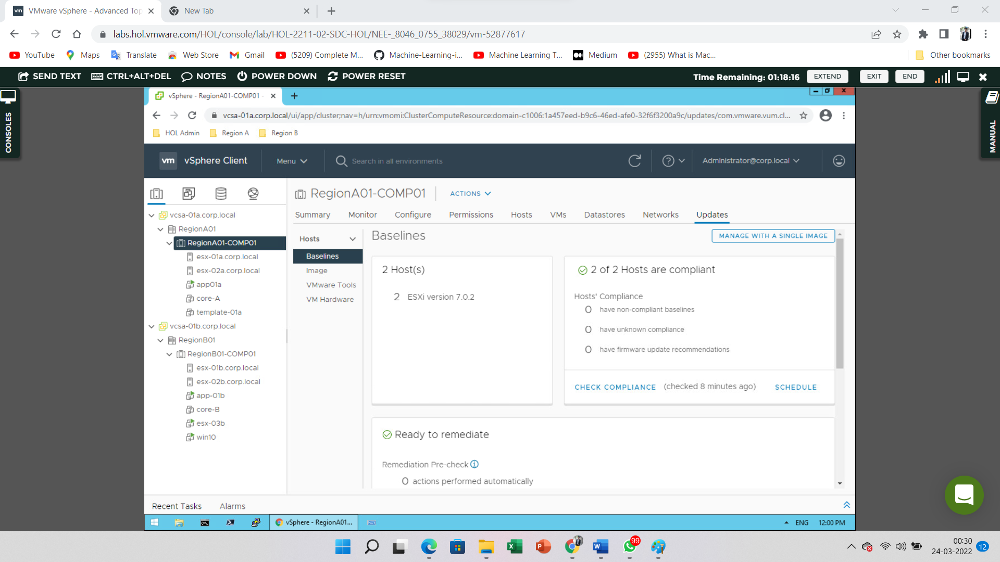 VMware vSphere - Advanced Top
New Tab
labs.hol.vmware.com/HOL/console/lab/HOL-2211-02-SDC-HOL/NEE-_8046_0755_38029/vm-52877617
YouTube Maps Translate Web Store Gmail (5209) Complete M... Machine-Learning-i... Machine Learning T... Medium (2955) What is Mac... Other bookmarks
SEND TEXT CTRL+ALT+DEL NOTES POWER DOWN POWER RESET Time Remaining: 01:18:16 EXTEND EXIT END
CONSOLES
MANUAL
vSphere - RegionA01-COMP01 -
vcsa-01a.corp.local/ui/app/cluster;nav=h/urn:vmomi:ClusterComputeResource:domain-c1006:1a457eed-b9c6-46ed-afe0-32f6f3200a9c/updates/com.vmware.vum.cl...
HOL Admin Region A Region B
vm vSphere Client Menu Search in all environments Administrator@corp.local
vcsa-01a.corp.local
RegionA01
RegionA01-COMP01
esx-01a.corp.local
esx-02a.corp.local
app01a
core-A
template-01a
vcsa-01b.corp.local
RegionB01
RegionB01-COMP01
esx-01b.corp.local
esx-02b.corp.local
app-01b
core-B
esx-03b
win10
RegionA01-COMP01 ACTIONS
Summary Monitor Configure Permissions Hosts VMs Datastores Networks Updates
Hosts
Baselines
Image
VMware Tools
VM Hardware
Baselines
MANAGE WITH A SINGLE IMAGE
2 Host(s)
2 ESXi version 7.0.2
2 of 2 Hosts are compliant
Hosts' Compliance
0 have non-compliant baselines
0 have unknown compliance
0 have firmware update recommendations
CHECK COMPLIANCE (checked 8 minutes ago) SCHEDULE
Ready to remediate
Remediation Pre-check
0 actions performed automatically
Recent Tasks Alarms
vSphere - RegionA01...
ENG 12:00 PM
99
00:30
24-03-2022
12